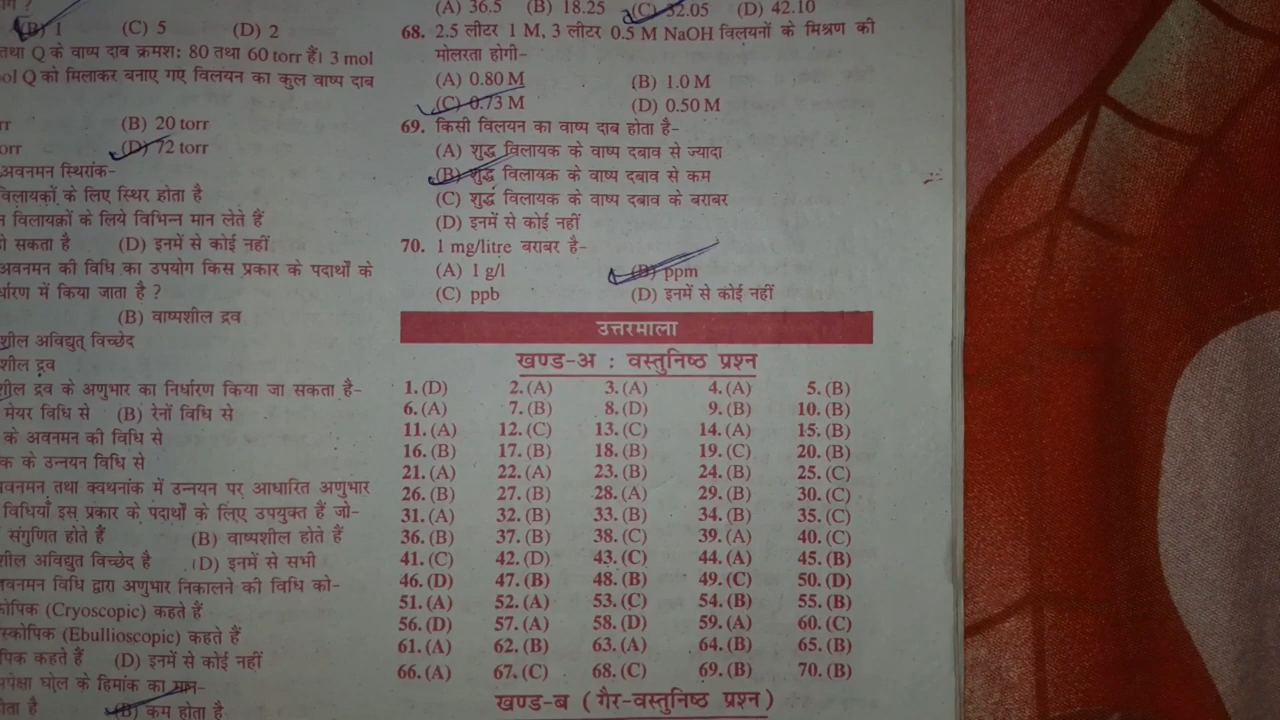 (B) 1 (C) 5 (D) 2
तथा Q के वाष्प दाब क्रमशः 80 तथा 60 torr हैं। 3 mol
ol Q को मिलाकर बनाए गए विलयन का कुल वाष्प दाब
rr (B) 20 torr
orr (D) 72 torr
अवनमन स्थिरांक-
विलायकों के लिए स्थिर होता है
न विलायकों के लिये विभिन्न मान लेते हैं
हो सकता है (D) इनमें से कोई नहीं
अवनमन की विधि का उपयोग किस प्रकार के पदार्थों के
र्धारण में किया जाता है ?
(B) वाष्पशील द्रव
शील अविद्युत् विच्छेद
शील द्रव
शील द्रव के अणुभार का निर्धारण किया जा सकता है-
मेयर विधि से (B) रेनों विधि से
के अवनमन की विधि से
क के उन्नयन विधि से
वनमन तथा क्वथनांक में उन्नयन पर आधारित अणुभार
विधियाँ इस प्रकार के पदार्थों के लिए उपयुक्त हैं जो-
संगुणित होते हैं (B) वाष्पशील होते हैं
शील अविद्युत विच्छेद है (D) इनमें से सभी
वनमन विधि द्वारा अणुभार निकालने की विधि को-
कोपिक (Cryoscopic) कहते हैं
स्कोपिक (Ebullioscopic) कहते हैं
पिक कहते हैं (D) इनमें से कोई नहीं
पेक्षा घोल के हिमांक का मान-
होता है (B) कम होता है
(A) 36.5 (B) 18.25 (C) 32.05 (D) 42.10
68. 2.5 लीटर 1 M, 3 लीटर 0.5 M NaOH विलयनों के मिश्रण की
मोलरता होगी-
(A) 0.80 M (B) 1.0 M
(C) 0.73 M (D) 0.50 M
69. किसी विलयन का वाष्प दाब होता है-
(A) शुद्ध विलायक के वाष्प दबाव से ज्यादा
(B) शुद्ध विलायक के वाष्प दबाव से कम
(C) शुद्ध विलायक के वाष्प दबाव के बराबर
(D) इनमें से कोई नहीं
70. 1 mg/litre बराबर है-
(A) 1 g/l (B) ppm
(C) ppb (D) इनमें से कोई नहीं
उत्तरमाला
खण्ड-अ : वस्तुनिष्ठ प्रश्न
1. (D) 2. (A) 3. (A) 4. (A) 5. (B)
6. (A) 7. (B) 8. (D) 9. (B) 10. (B)
11. (A) 12. (C) 13. (C) 14. (A) 15. (B)
16. (B) 17. (B) 18. (B) 19. (C) 20. (B)
21. (A) 22. (A) 23. (B) 24. (B) 25. (C)
26. (B) 27. (B) 28. (A) 29. (B) 30. (C)
31. (A) 32. (B) 33. (B) 34. (B) 35. (C)
36. (B) 37. (B) 38. (C) 39. (A) 40. (C)
41. (C) 42. (D) 43. (C) 44. (A) 45. (B)
46. (D) 47. (B) 48. (B) 49. (C) 50. (D)
51. (A) 52. (A) 53. (C) 54. (B) 55. (B)
56. (D) 57. (A) 58. (D) 59. (A) 60. (C)
61. (A) 62. (B) 63. (A) 64. (B) 65. (B)
66. (A) 67. (C) 68. (C) 69. (B) 70. (B)
खण्ड-ब ( गैर-वस्तुनिष्ठ प्रश्न )